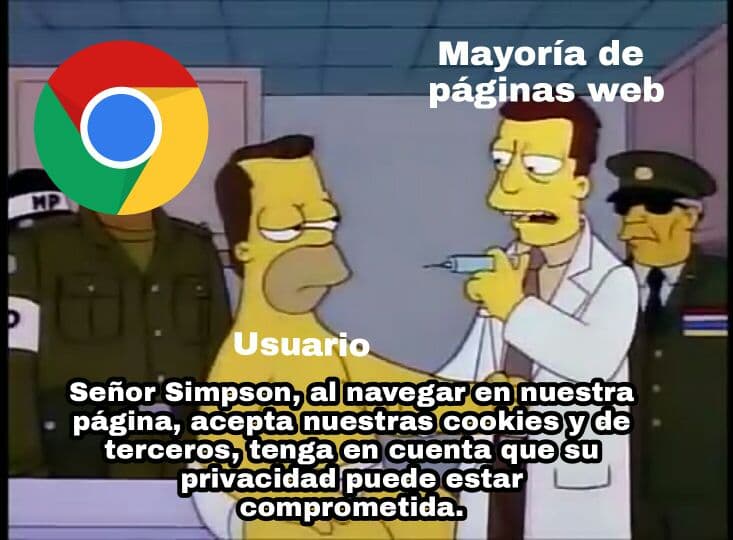 Mayoría de
páginas web
MP
Usuario
Señor Simpson, al navegar en nuestra
página, acepta nuestras cookies y de
terceros, tenga en cuenta que su
privacidad puede estar
comprometida.